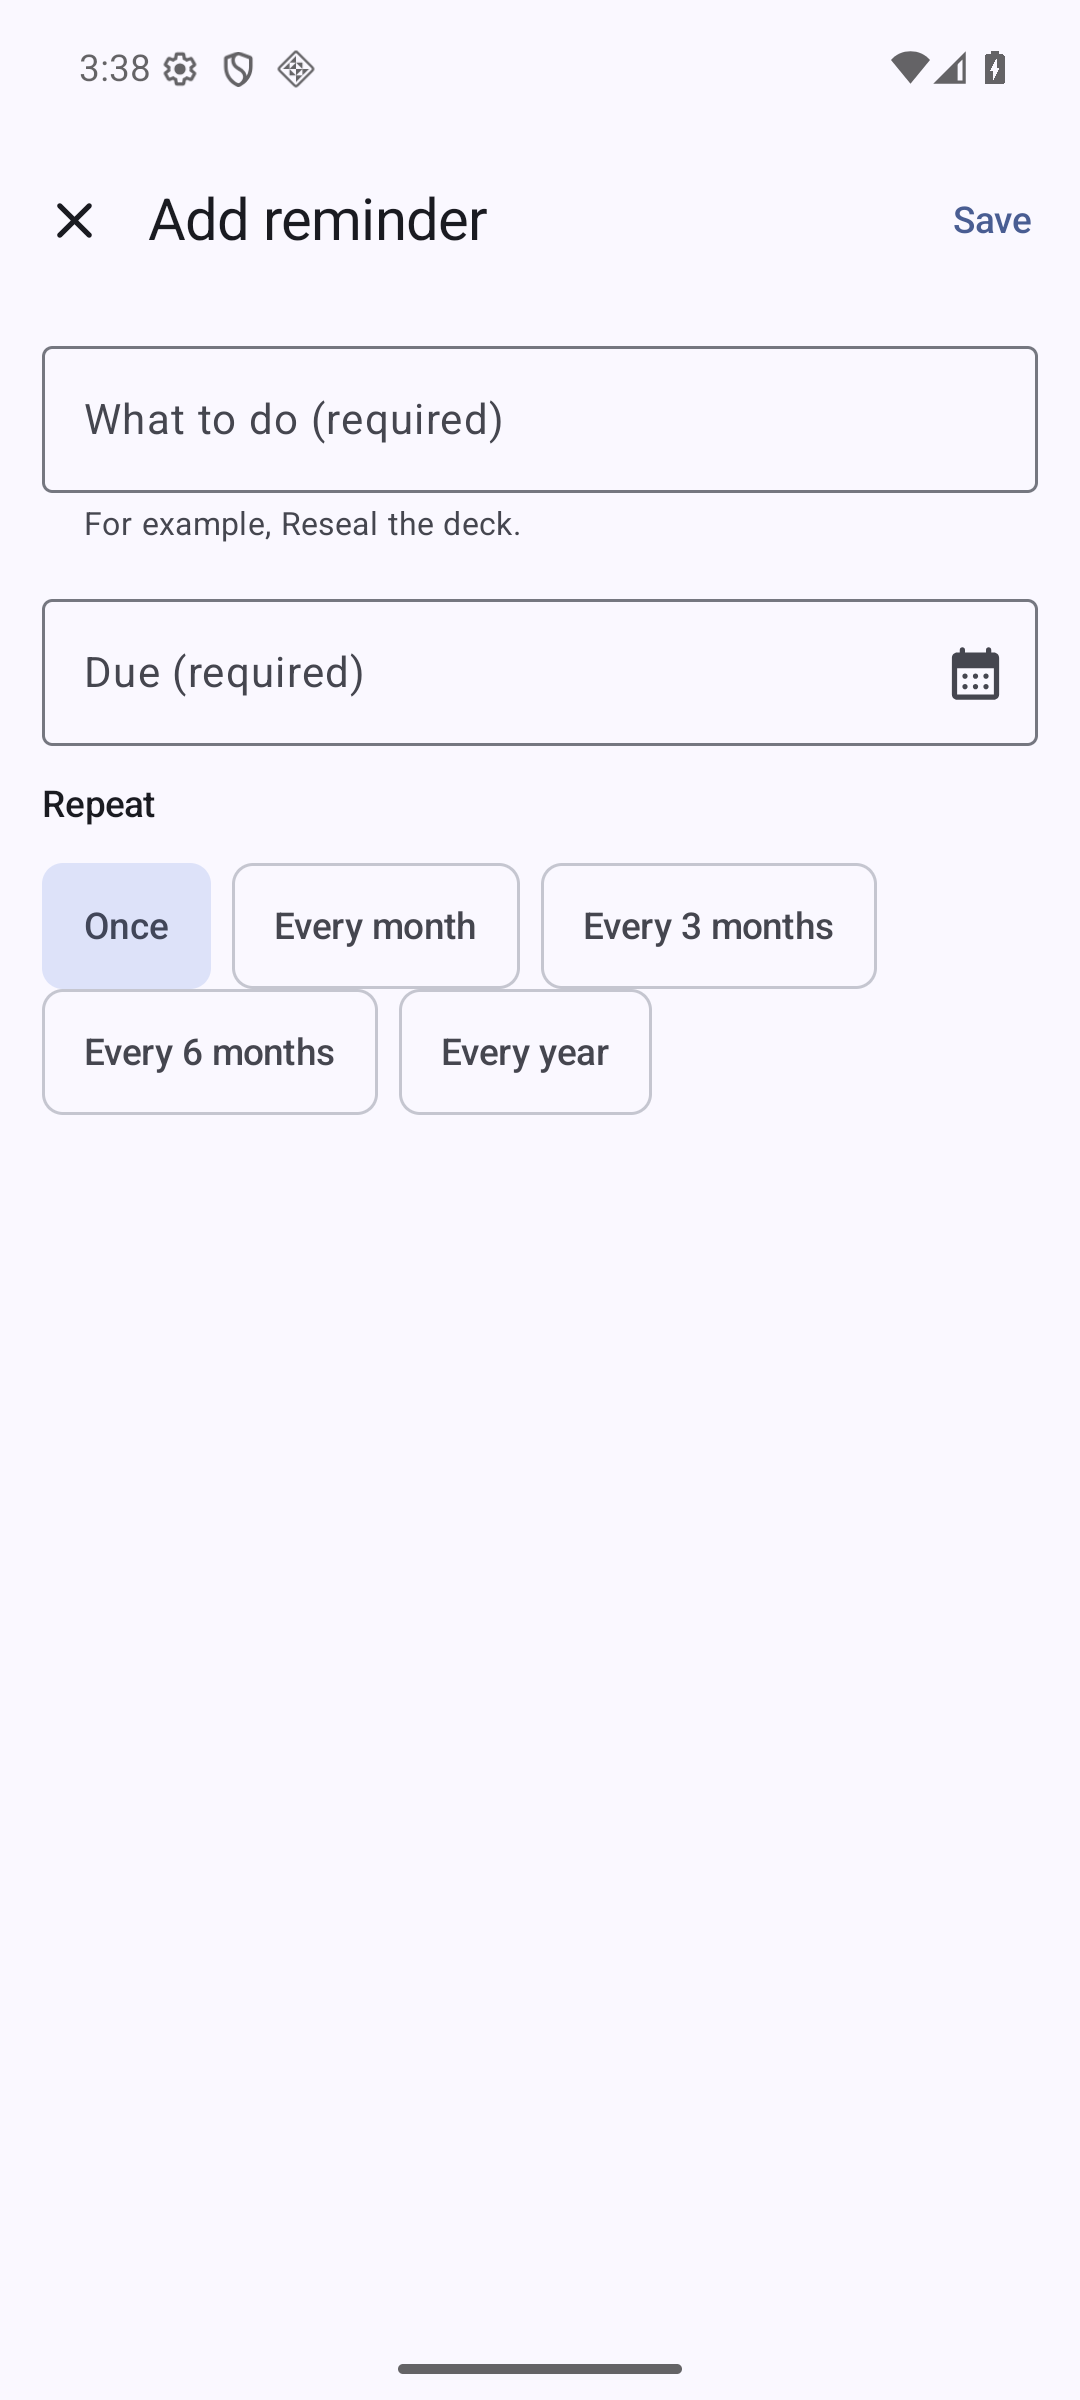 3:38
Add reminder
Save
What to do (required)
For example, Reseal the deck.
Due (required)
Repeat
Once
Every month
Every 3 months
Every 6 months
Every year